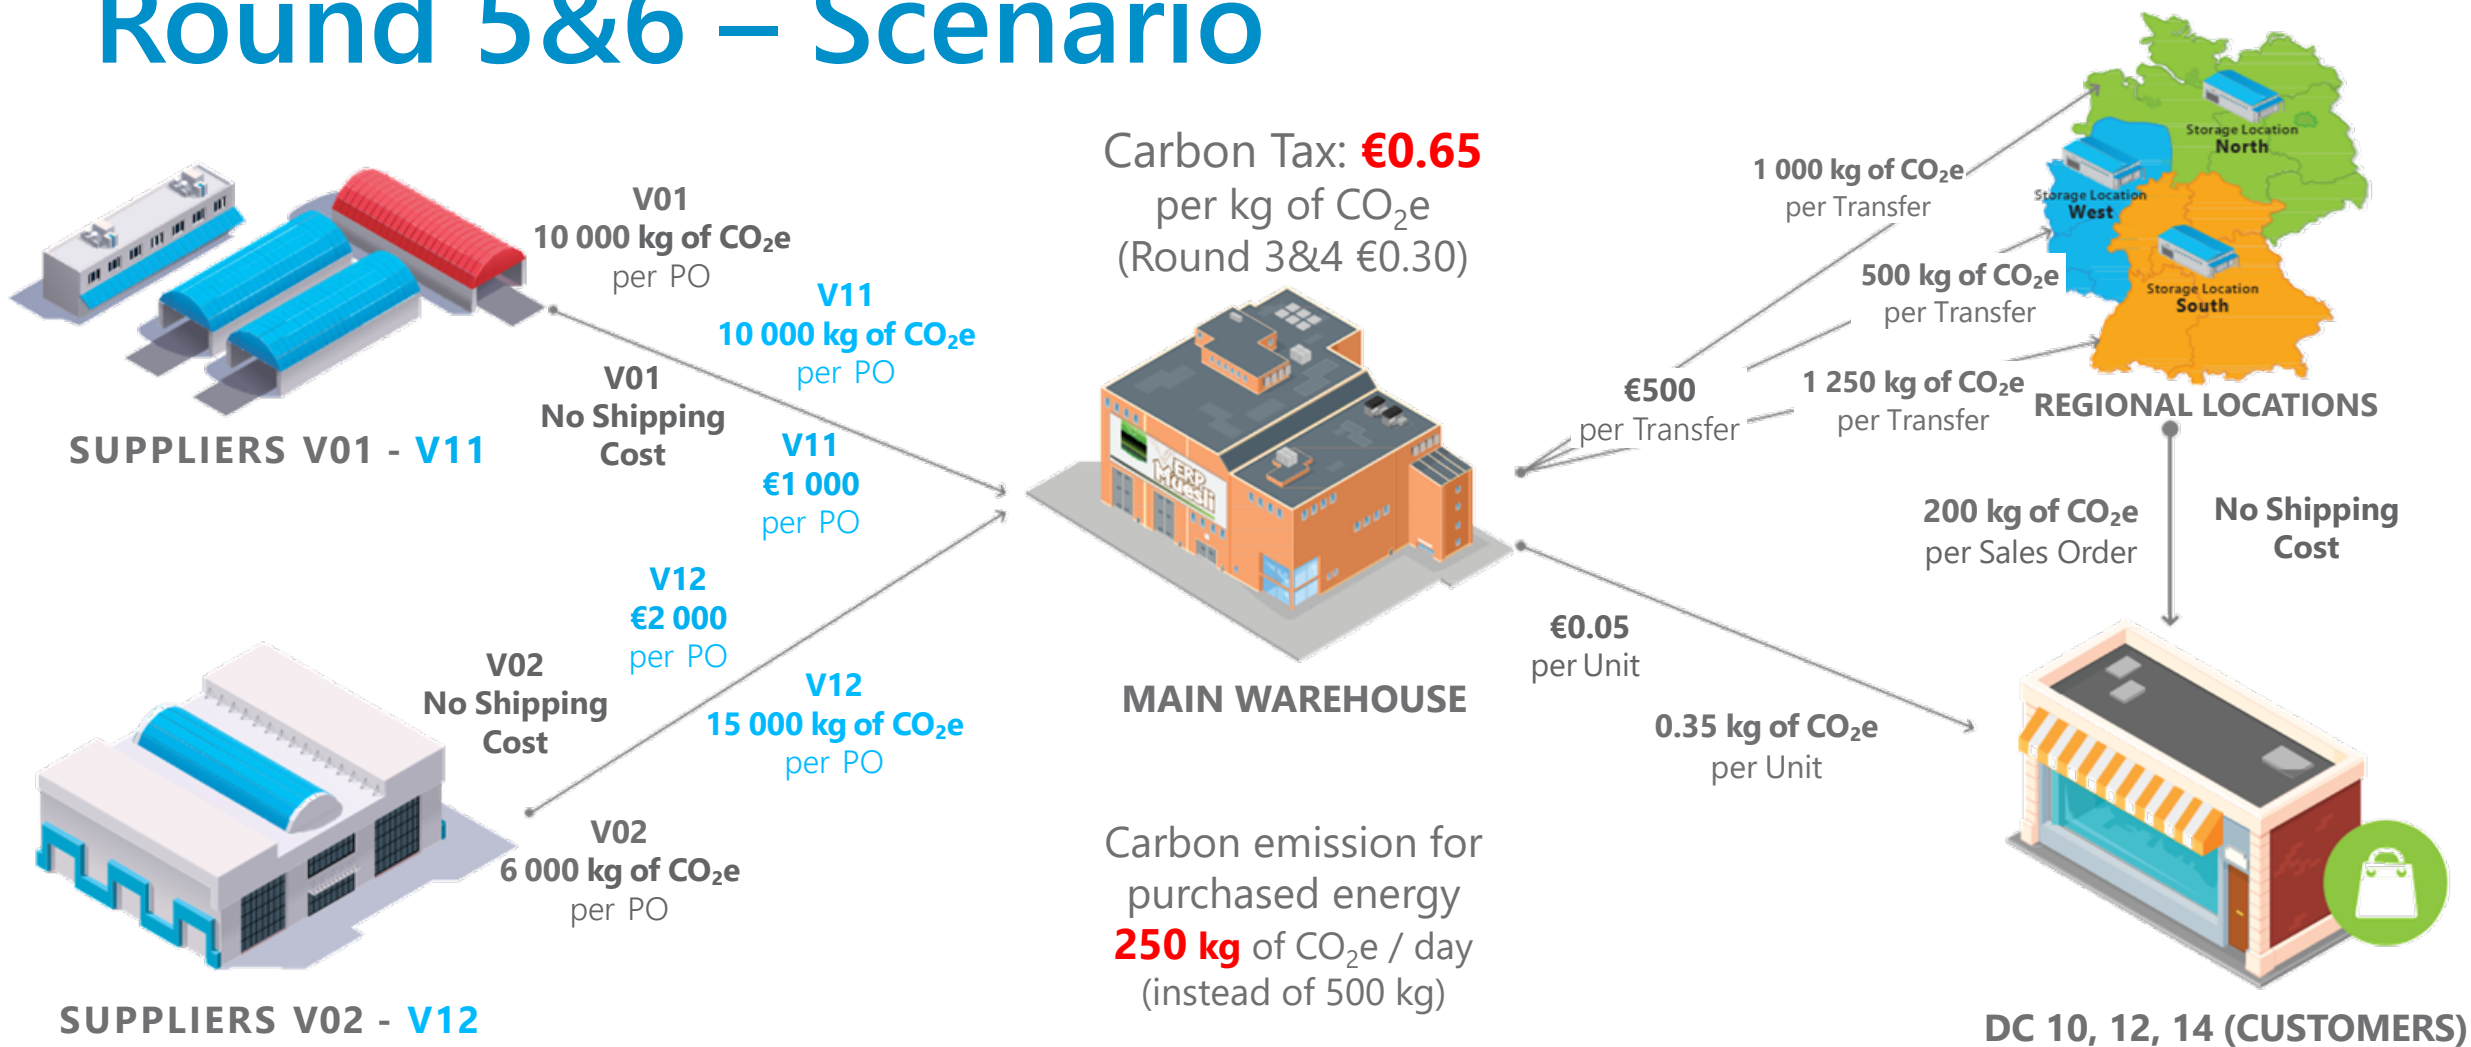 Round 5&6 – Scenario
V01
10 000 kg of CO₂e
per PO
V11
10 000 kg of CO₂e
per PO
V01
No Shipping
Cost
V11
€1 000
per PO
SUPPLIERS V01 - V11
V12
€2 000
per PO
V02
No Shipping
Cost
V12
15 000 kg of CO₂e
per PO
V02
6 000 kg of CO₂e
per PO
SUPPLIERS V02 - V12
Carbon Tax: €0.65
per kg of CO₂e
(Round 3&4 €0.30)
ERP
Muesli
MAIN WAREHOUSE
Carbon emission for
purchased energy
250 kg of CO₂e / day
(instead of 500 kg)
1 000 kg of CO₂e
per Transfer
500 kg of CO₂e
per Transfer
€500
per Transfer
1 250 kg of CO₂e
per Transfer
Storage Location
North
Storage Location
West
Storage Location
South
REGIONAL LOCATIONS
200 kg of CO₂e
per Sales Order
No Shipping
Cost
€0.05
per Unit
0.35 kg of CO₂e
per Unit
DC 10, 12, 14 (CUSTOMERS)